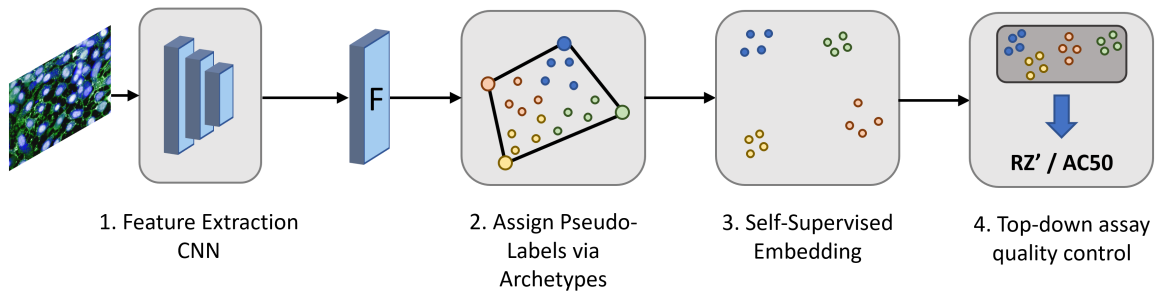 F
RZ' / AC50
1. Feature Extraction
CNN
2. Assign Pseudo-
Labels via
Archetypes
3. Self-Supervised
Embedding
4. Top-down assay
quality control